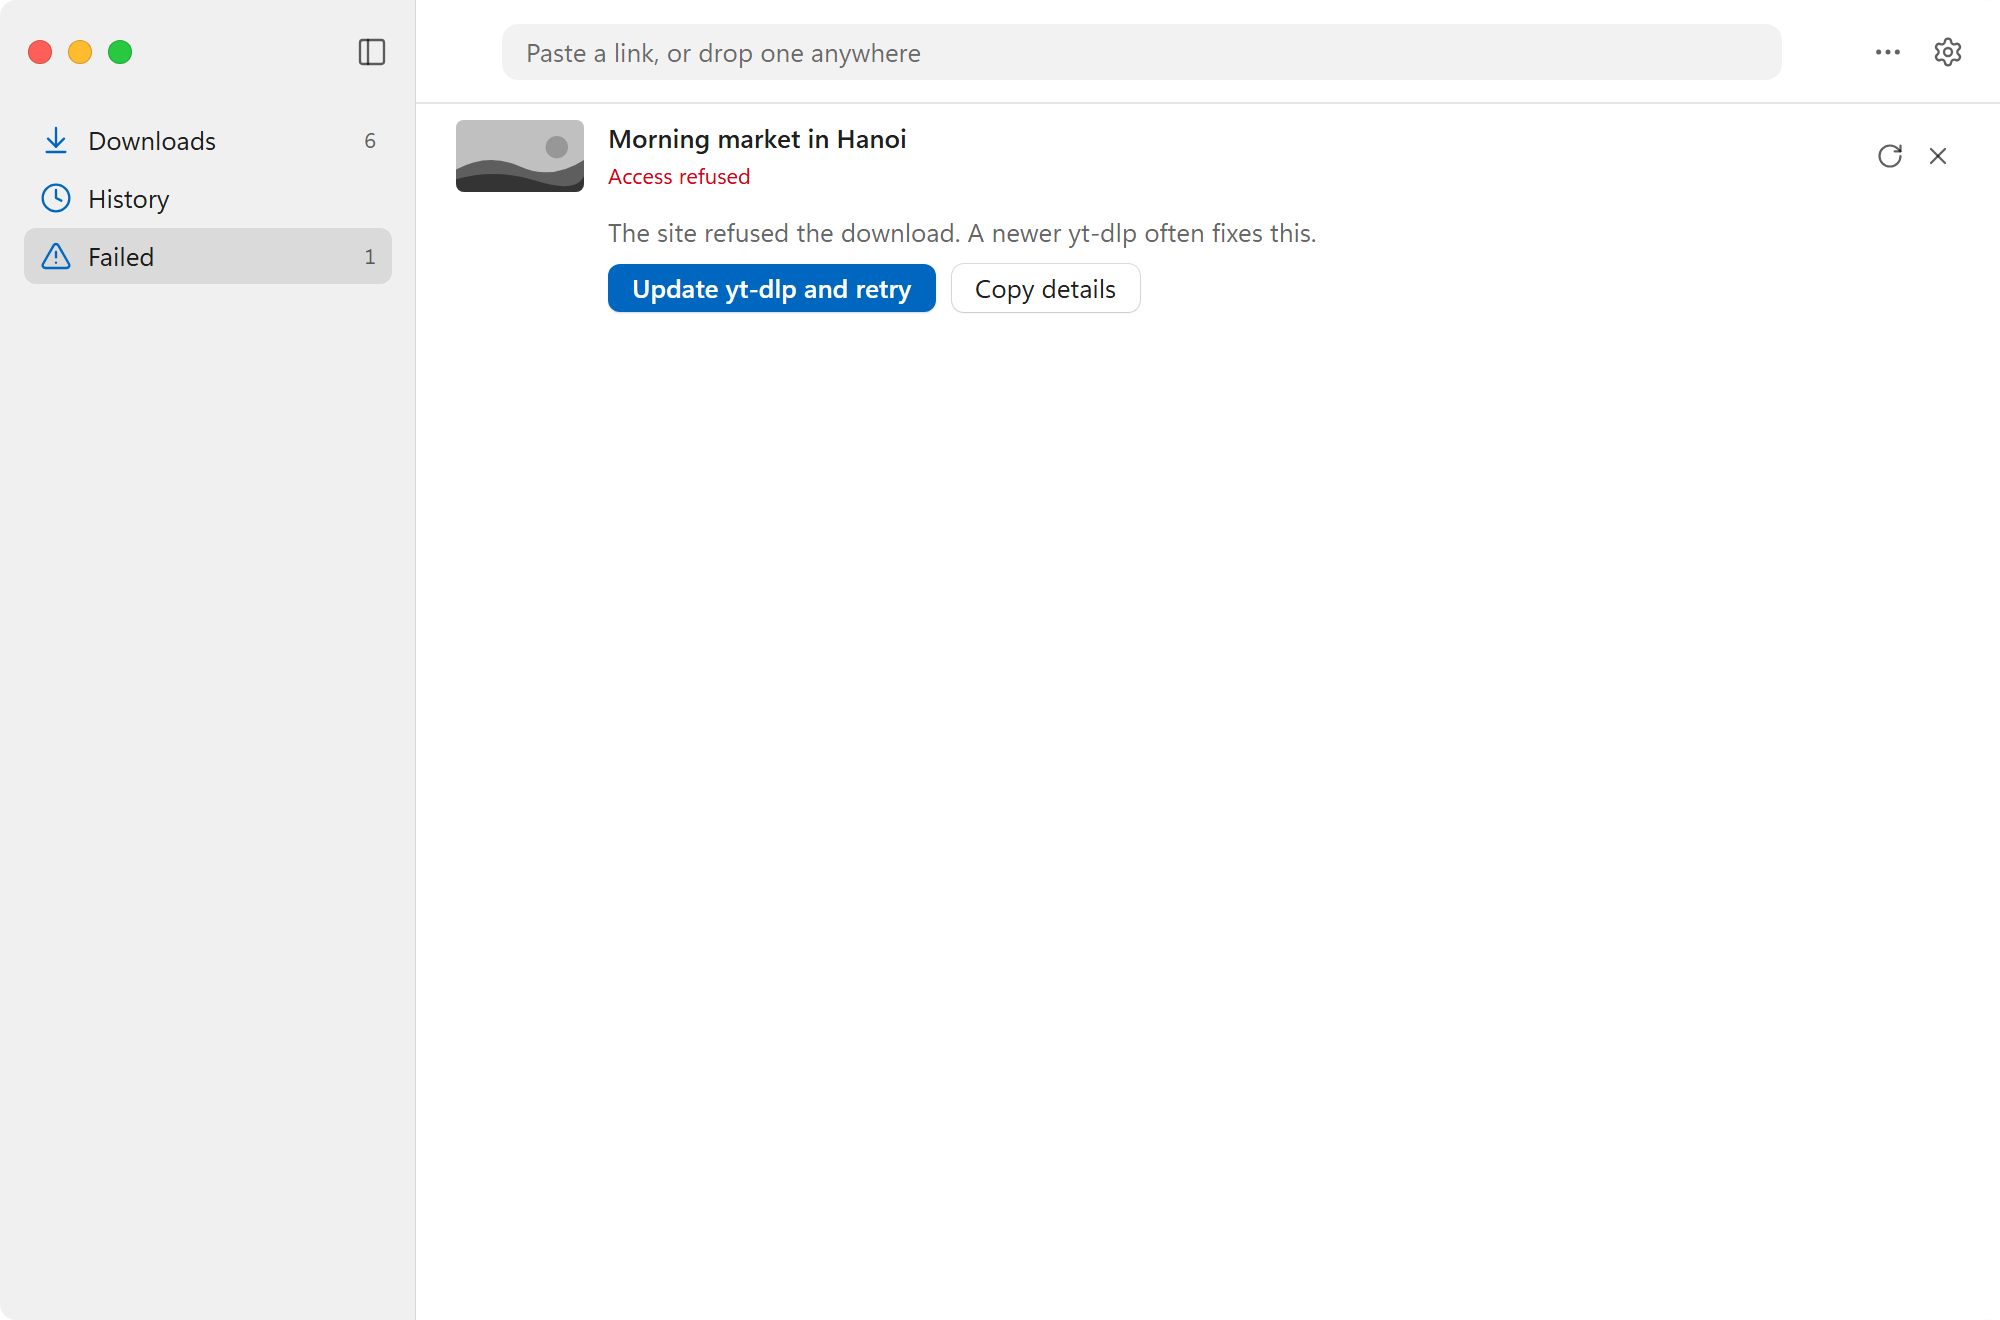 Paste a link, or drop one anywhere
Downloads 6
History
Failed 1
Morning market in Hanoi
Access refused
The site refused the download. A newer yt-dlp often fixes this.
Update yt-dlp and retry
Copy details